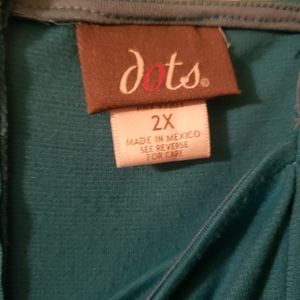 dots©
2X
MADE IN MEXICO
SEE REVERSE
FOR CARE